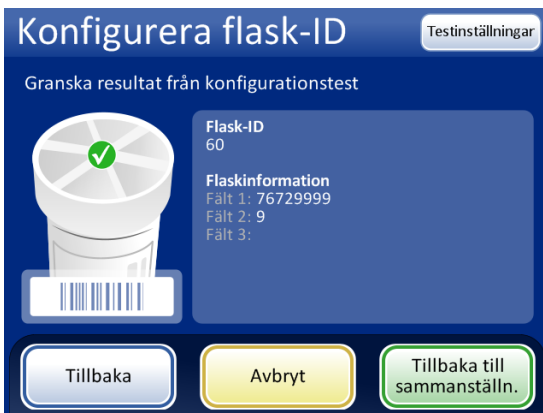 Konfigurera flask-ID
Testinställningar
Granska resultat från konfigurationstest
Flask-ID
60
Flaskinformation
Fält 1: 76729999
Fält 2: 9
Fält 3:
Tillbaka
Avbryt
Tillbaka till
sammanställn.